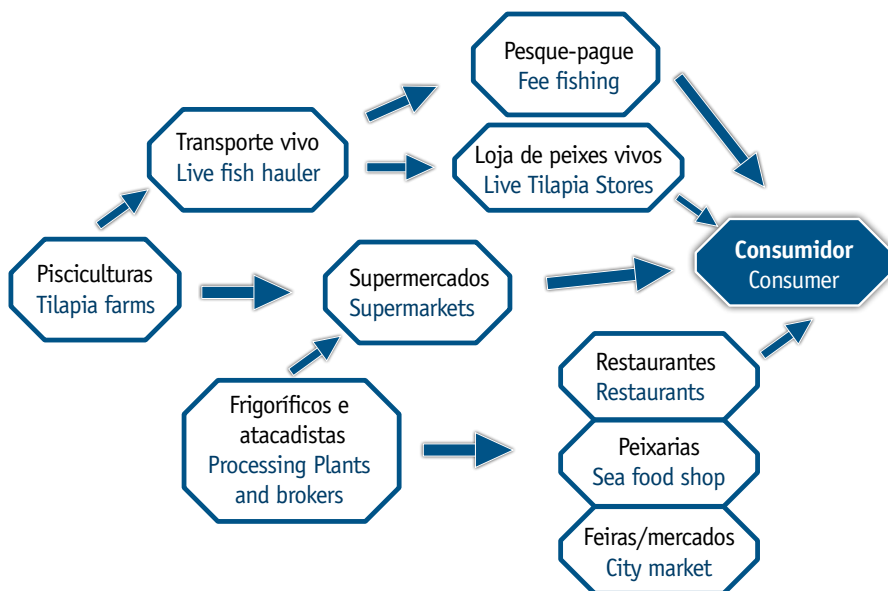 Pesque-pague
Fee fishing
Transporte vivo
Live fish hauler
Loja de peixes vivos
Live Tilapia Stores
Consumidor
Consumer
Pisciculturas
Tilapia farms
Supermercados
Supermarkets
Restaurantes
Restaurants
Frigoríficos e
atacadistas
Processing Plants
and brokers
Peixarias
Sea food shop
Feiras/mercados
City market